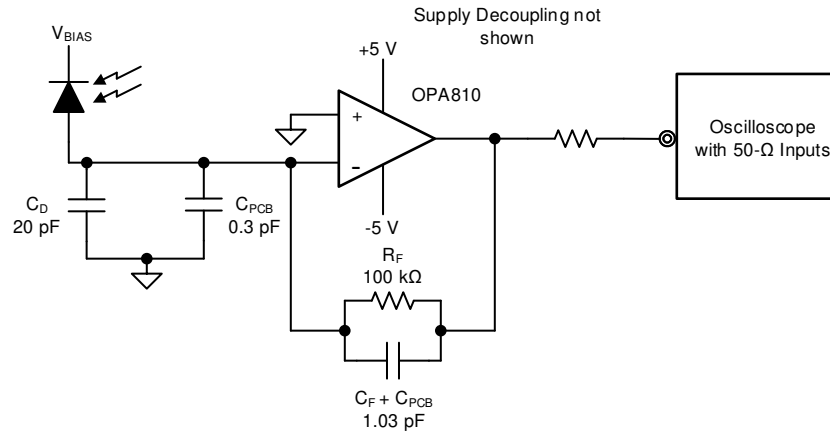 Supply Decoupling not
shown
V_BIAS
+5 V
OPA810
+
-
-5 V
Oscilloscope
with 50-Ω Inputs
C_D
20 pF
C_PCB
0.3 pF
R_F
100 kΩ
C_F + C_PCB
1.03 pF